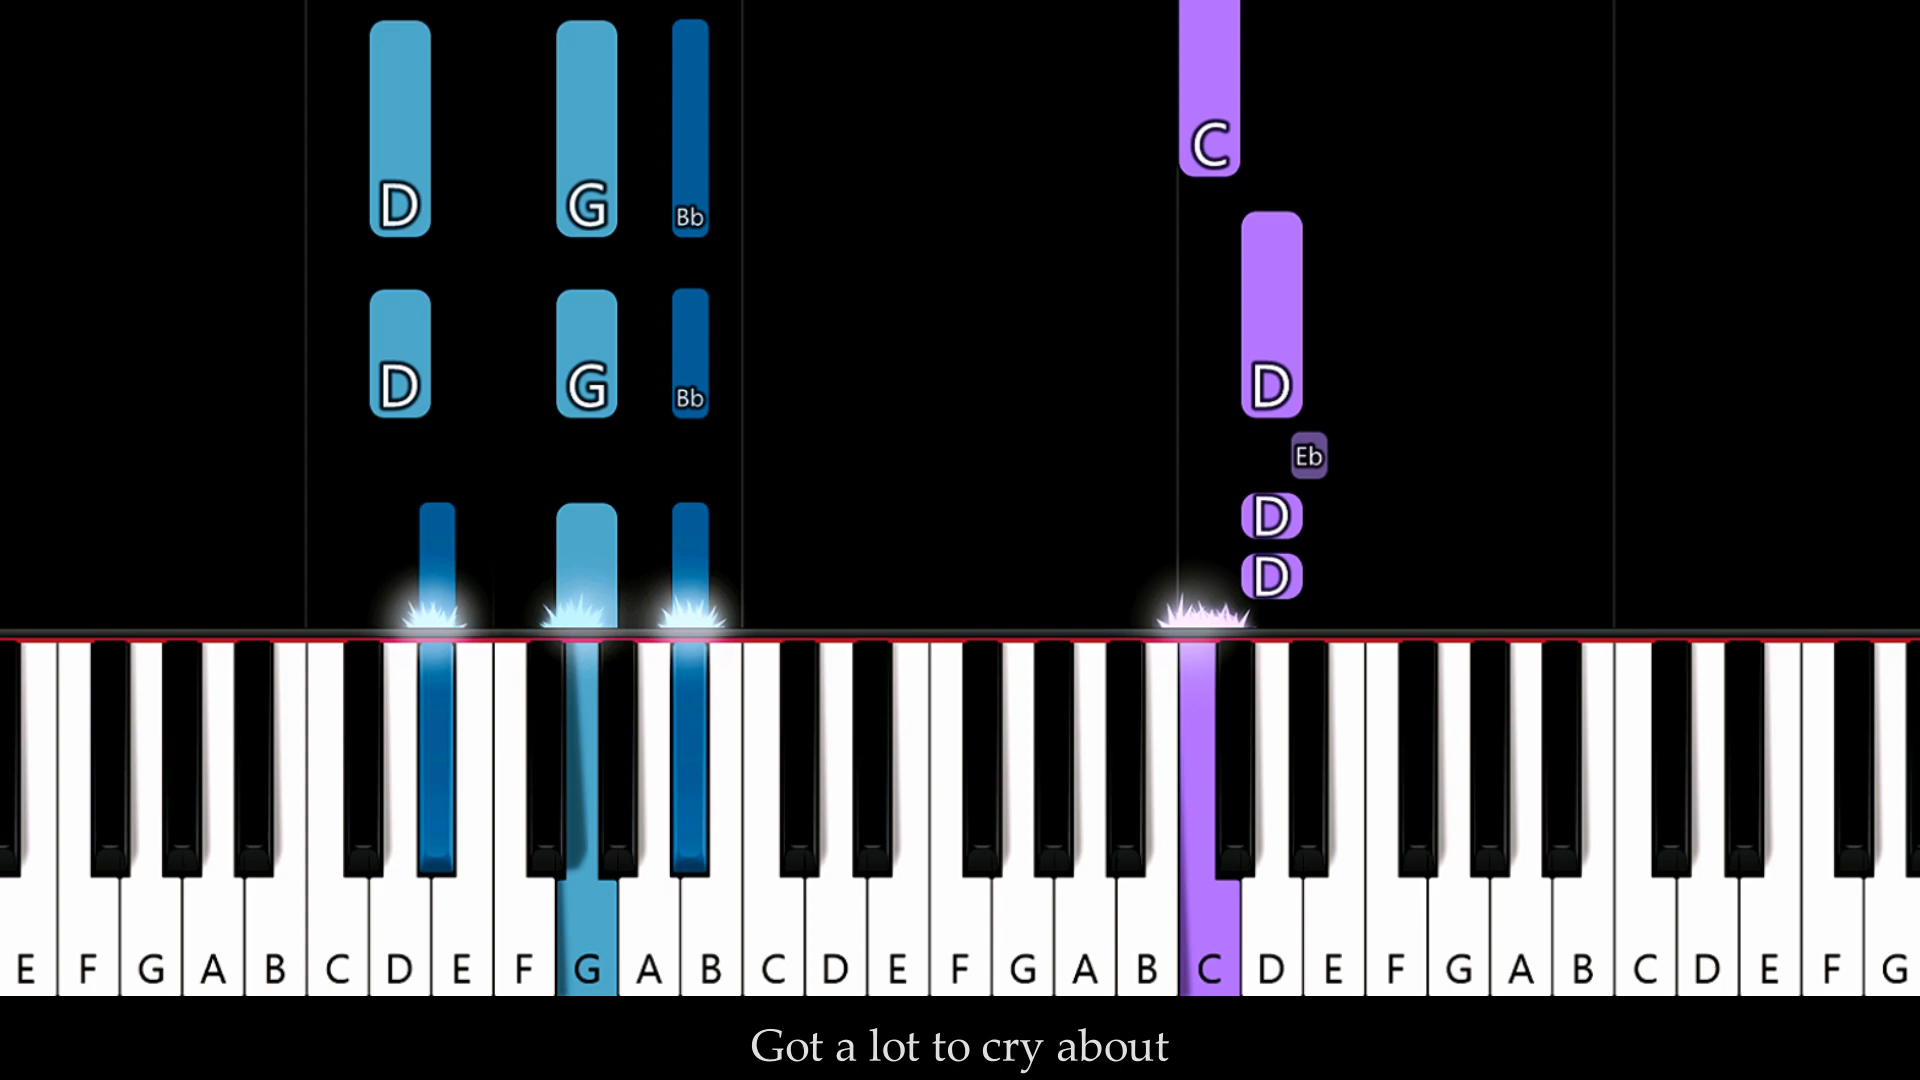 C
D G Bb
D G Bb D
Eb
D
D
E F G A B C D E F G A B C D E F G A B C D E F G A B C D E F G
Got a lot to cry about